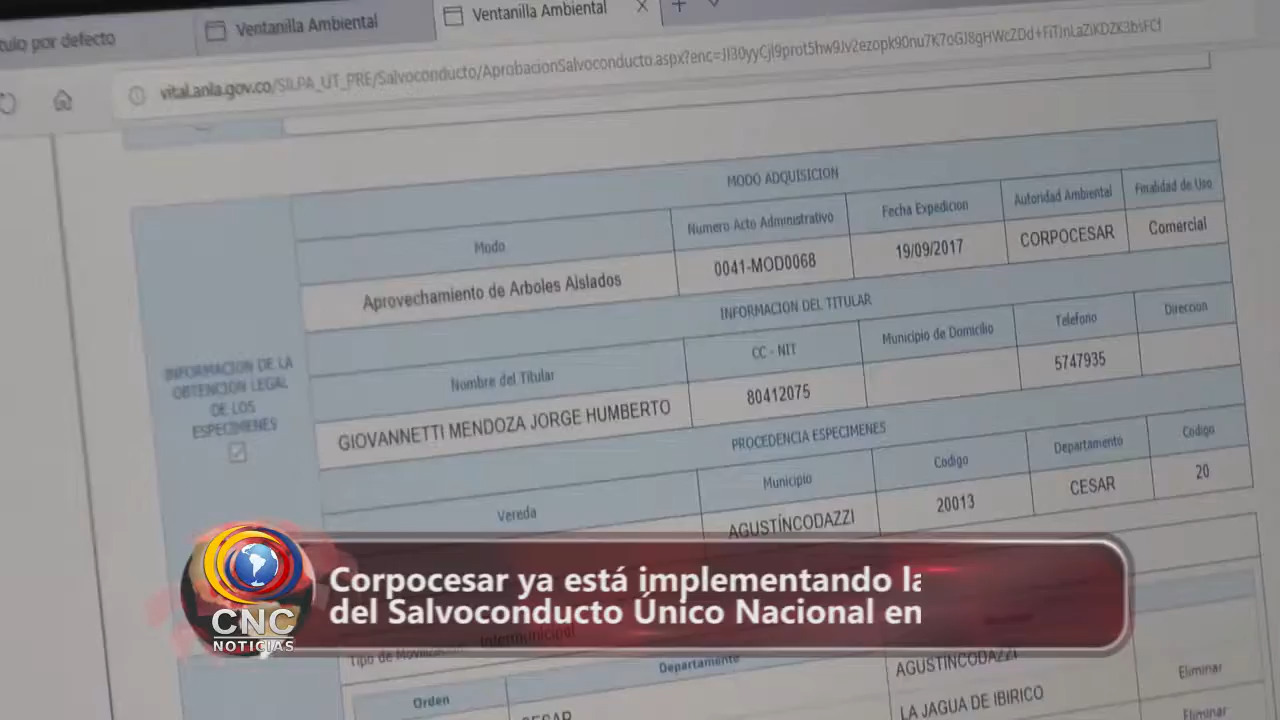 tulo por defecto
Ventanilla Ambiental
Ventanilla Ambiental
vital.anla.gov.co/SILPA_UT_PRE/Salvoconducto/AprobacionSalvoconducto.aspx?enc=
MODO ADQUISICION
Modo Numero Acto Administrativo Fecha Expedicion Autoridad Ambiental Finalidad de Uso
Aprovechamiento de Arboles Aislados 0041-MOD0068 19/09/2017 CORPOCESAR Comercial
INFORMACION DEL TITULAR
Nombre del Titular CC - NIT Municipio de Domicilio Telefono Direccion
GIOVANNETTI MENDOZA JORGE HUMBERTO 80412075 5747935
INFORMACION DE LA
OBTENCION LEGAL
DE LOS
ESPECIMENES
PROCEDENCIA ESPECIMENES
Vereda Municipio Codigo Departamento Codigo
AGUSTÍNCODAZZI 20013 CESAR 20
CNC
NOTICIAS
Corpocesar ya está implementando la
del Salvoconducto Único Nacional en
Tipo de Intermunicipal
Orden Departamento
CESAR AGUSTINCODAZZI Eliminar
LA JAGUA DE IBIRICO Eliminar